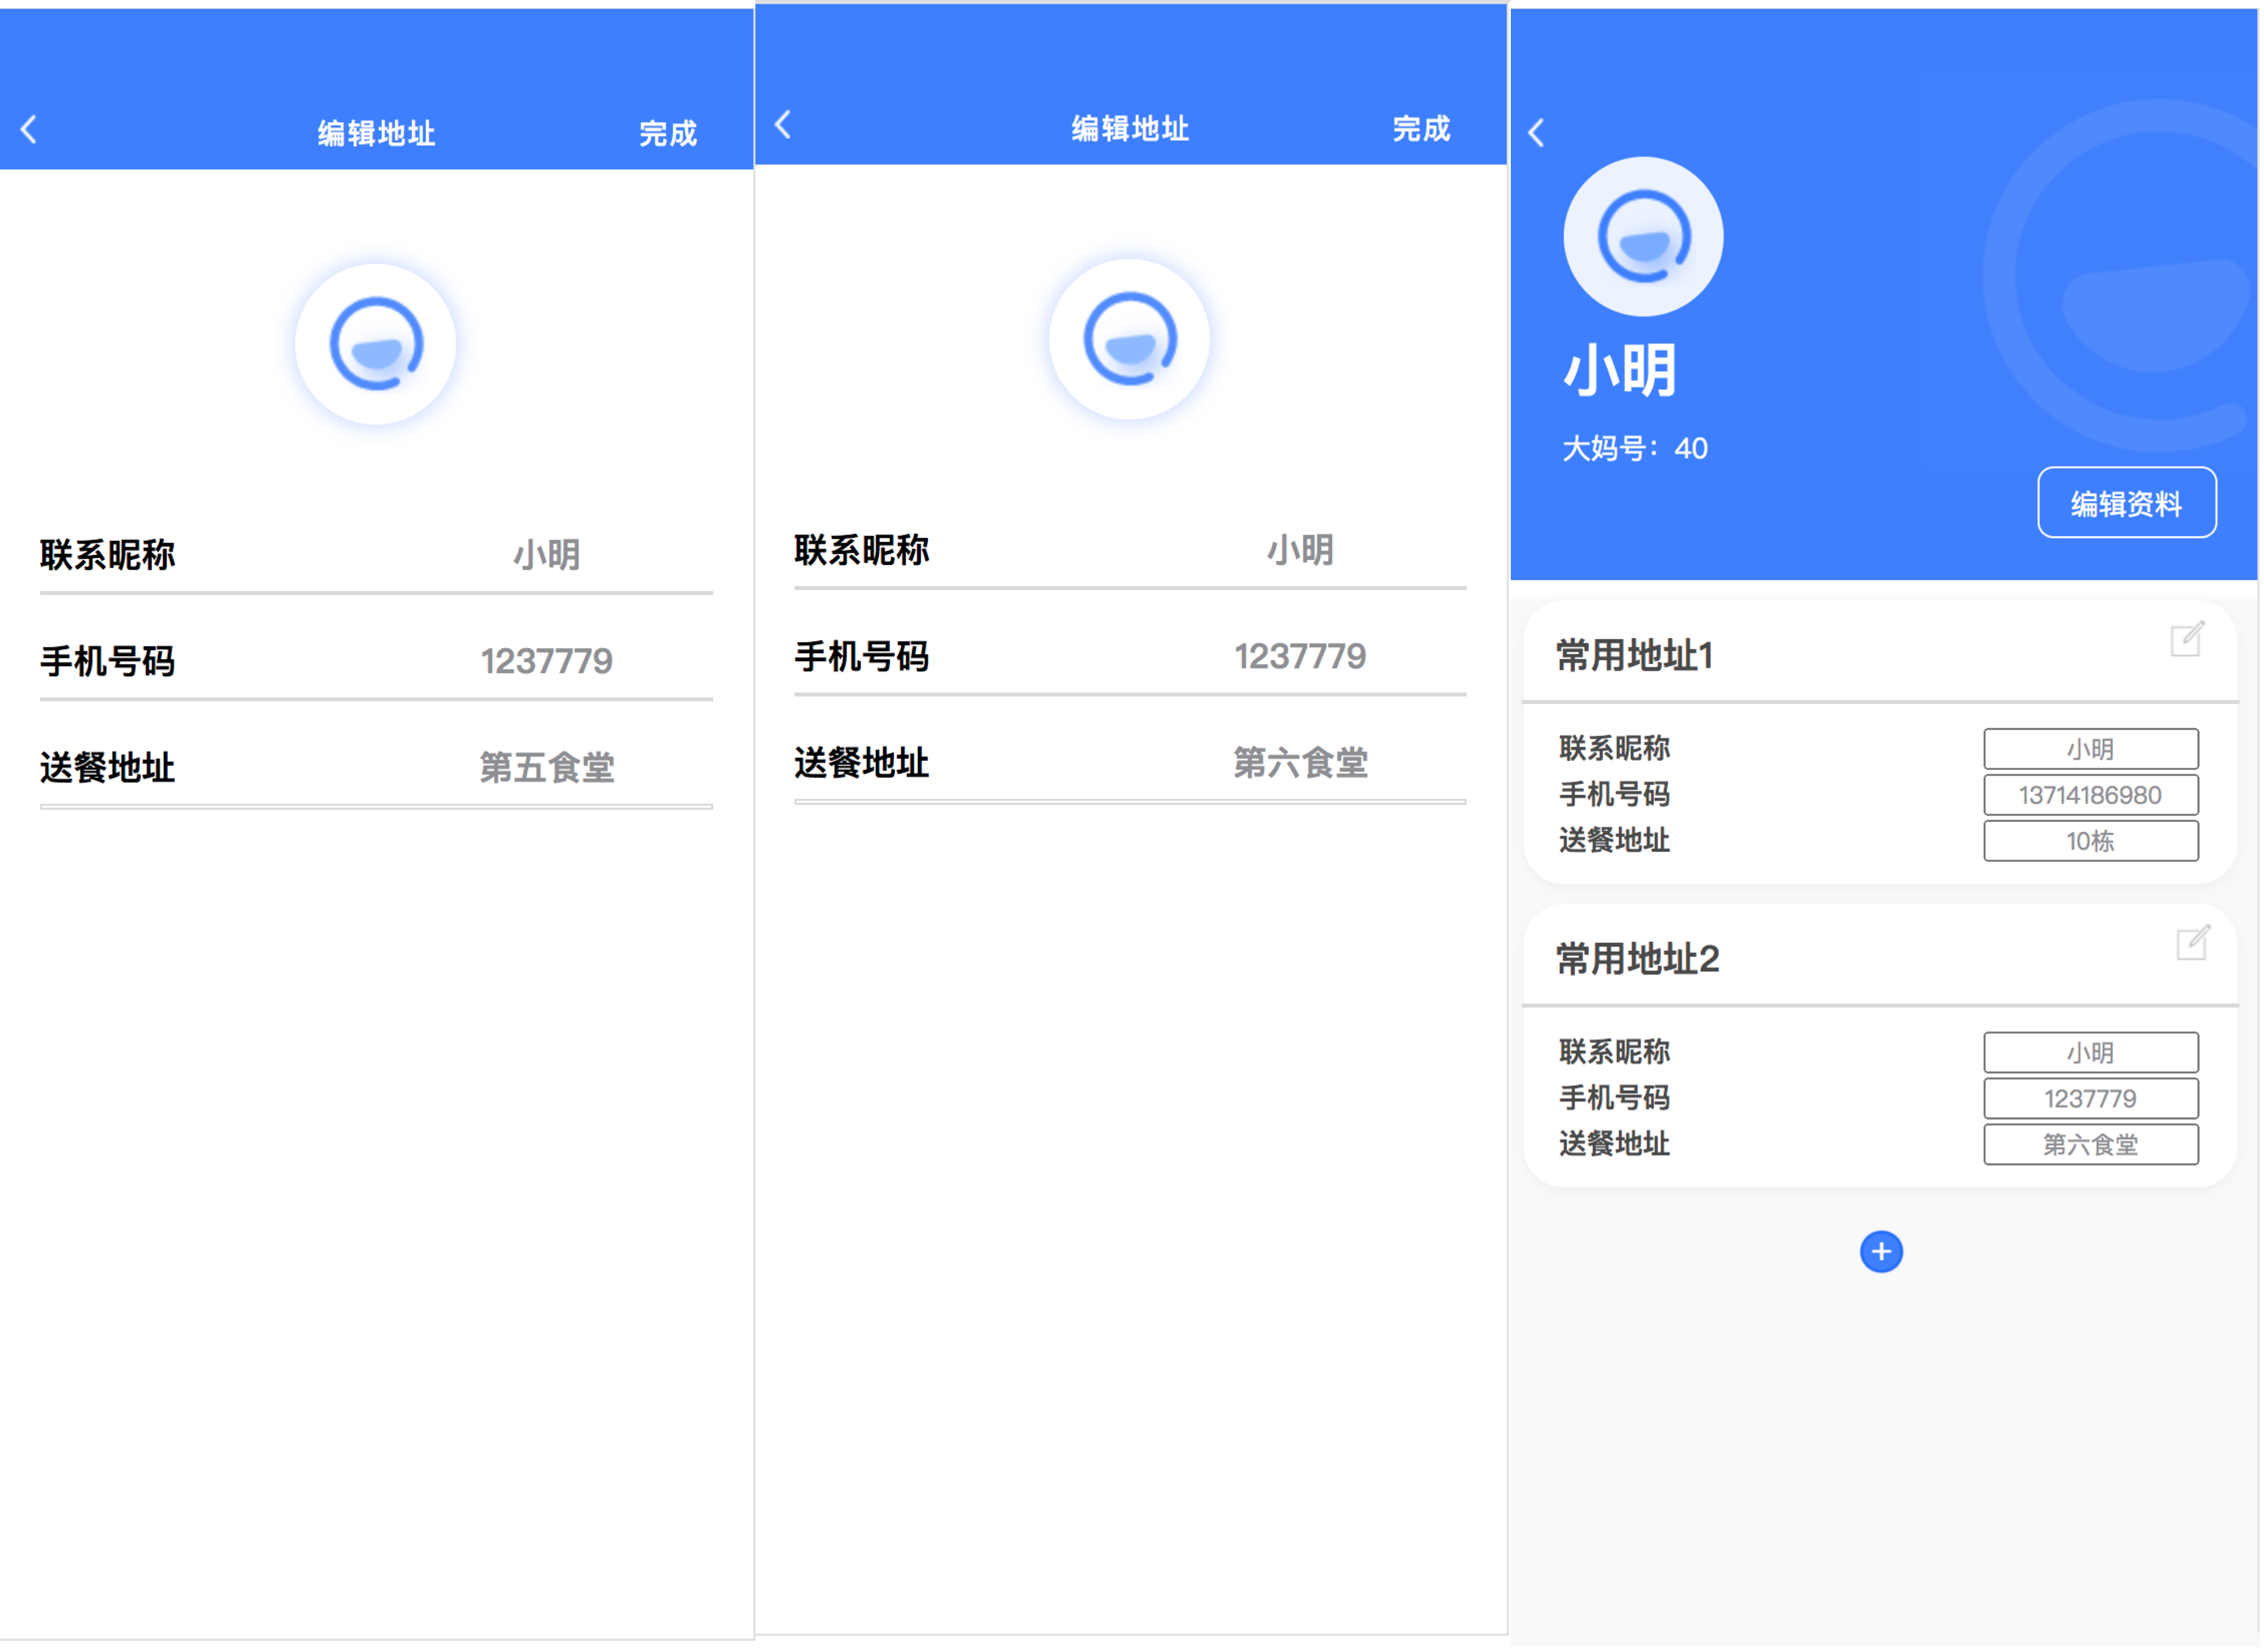 编辑地址
完成
联系昵称
小明
手机号码
1237779
送餐地址
第五食堂
编辑地址
完成
联系昵称
小明
手机号码
1237779
送餐地址
第六食堂
小明
大妈号：40
编辑资料
常用地址1
联系昵称
小明
手机号码
13714186980
送餐地址
10栋
常用地址2
联系昵称
小明
手机号码
1237779
送餐地址
第六食堂